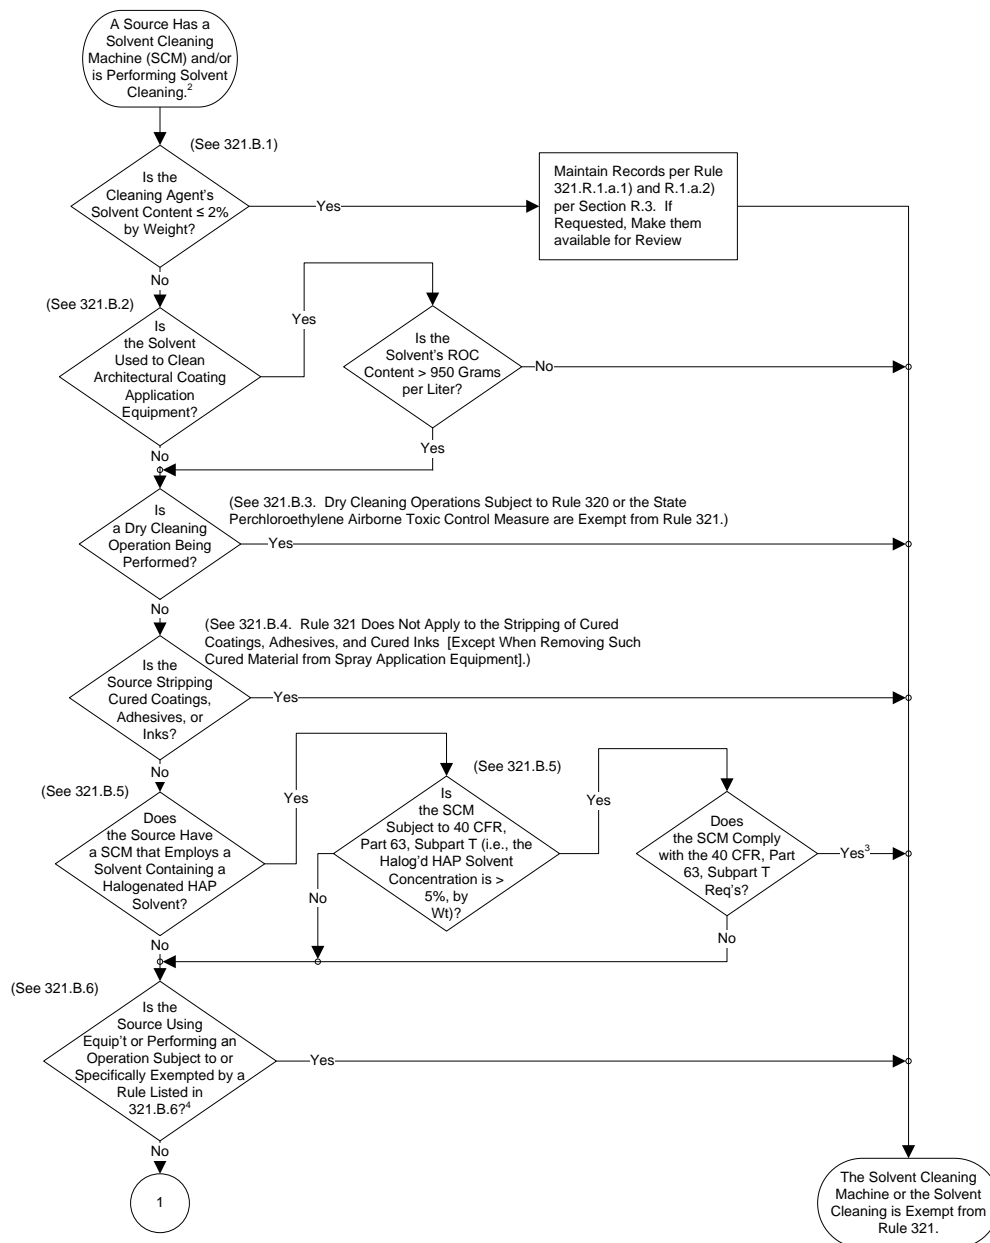 A Source Has a
Solvent Cleaning
Machine (SCM) and/or
is Performing Solvent
Cleaning.²
(See 321.B.1)
Is the
Cleaning Agent's
Solvent Content ≤ 2%
by Weight?
Yes
Maintain Records per Rule
321.R.1.a.1) and R.1.a.2)
per Section R.3. If
Requested, Make them
available for Review
No
(See 321.B.2)
Is
the Solvent
Used to Clean
Architectural Coating
Application
Equipment?
Yes
Is the
Solvent's ROC
Content > 950 Grams
per Liter?
No
Yes
No
(See 321.B.3. Dry Cleaning Operations Subject to Rule 320 or the State
Perchloroethylene Airborne Toxic Control Measure are Exempt from Rule 321.)
Is
a Dry Cleaning
Operation Being
Performed?
Yes
No
(See 321.B.4. Rule 321 Does Not Apply to the Stripping of Cured
Coatings, Adhesives, and Cured Inks [Except When Removing Such
Cured Material from Spray Application Equipment].)
Is the
Source Stripping
Cured Coatings,
Adhesives, or
Inks?
Yes
No
(See 321.B.5)
Does
the Source Have
a SCM that Employs a
Solvent Containing a
Halogenated HAP
Solvent?
Yes
(See 321.B.5)
Is
the SCM
Subject to 40 CFR,
Part 63, Subpart T (i.e., the
Halog'd HAP Solvent
Concentration is >
5%, by
Wt)?
Yes
No
Does
the SCM Comply
with the 40 CFR, Part
63, Subpart T
Req's?
Yes³
No
No
(See 321.B.6)
Is the
Source Using
Equip't or Performing an
Operation Subject to or
Specifically Exempted by a
Rule Listed in
321.B.6?⁴
Yes
No
1
The Solvent Cleaning
Machine or the Solvent
Cleaning is Exempt from
Rule 321.